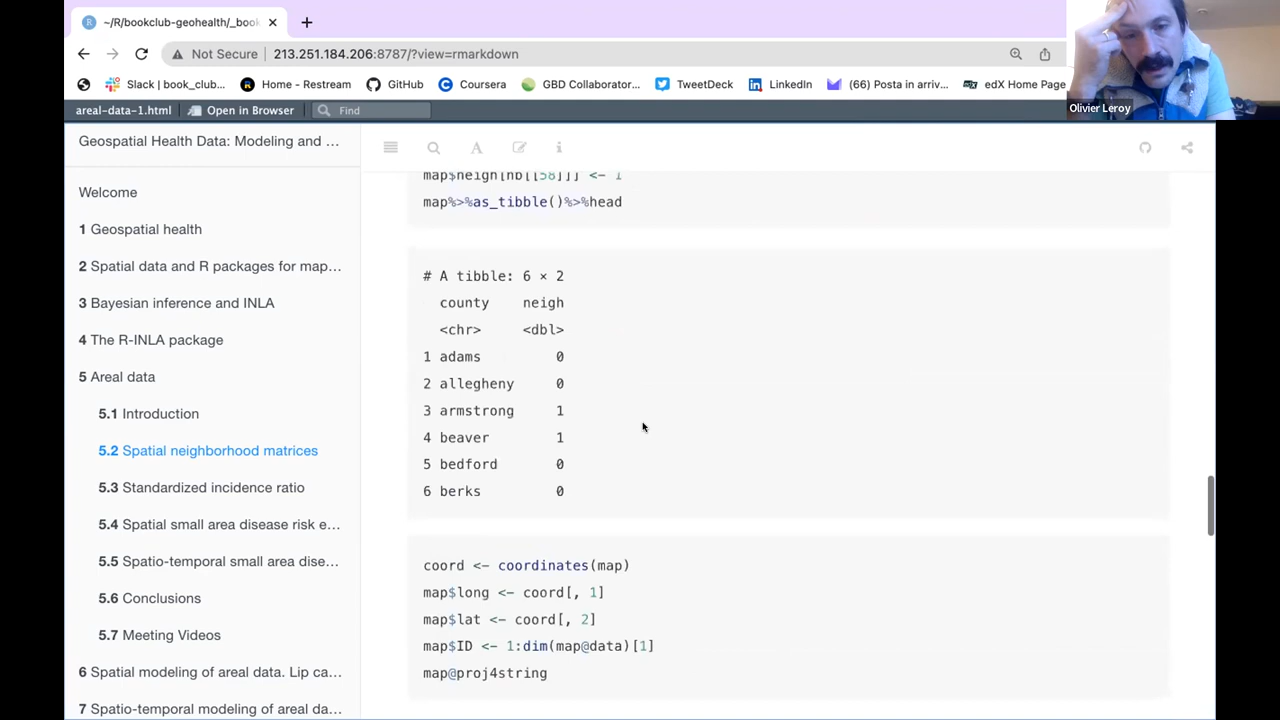 ~/R/bookclub-geohealth/_book
Not Secure 213.251.184.206:8787/?view=rmarkdown
Slack | book_club... Home - Restream GitHub Coursera GBD Collaborator... TweetDeck LinkedIn (66) Posta in arriv... edX Home Page
Olivier Leroy
areal-data-1.html Open in Browser Find
Geospatial Health Data: Modeling and ...
Welcome
1 Geospatial health
2 Spatial data and R packages for map...
3 Bayesian inference and INLA
4 The R-INLA package
5 Areal data
5.1 Introduction
5.2 Spatial neighborhood matrices
5.3 Standardized incidence ratio
5.4 Spatial small area disease risk e...
5.5 Spatio-temporal small area dise...
5.6 Conclusions
5.7 Meeting Videos
6 Spatial modeling of areal data. Lip ca...
7 Spatio-temporal modeling of areal da...
map$neigh[nb[[58]]] <- 1
map%>%as_tibble()%>%head
# A tibble: 6 × 2
county neigh
<chr> <dbl>
1 adams 0
2 allegheny 0
3 armstrong 1
4 beaver 1
5 bedford 0
6 berks 0
coord <- coordinates(map)
map$long <- coord[, 1]
map$lat <- coord[, 2]
map$ID <- 1:dim(map@data)[1]
map@proj4string